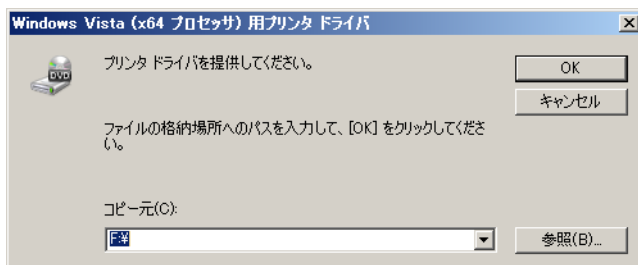 Windows Vista (x64 プロセッサ) 用プリンタ ドライバ
DVD
プリンタ ドライバを提供してください。
OK
キャンセル
ファイルの格納場所へのパスを入力して、[OK] をクリックしてくださ
い。
コピー元(C):
F:¥
参照(B)...